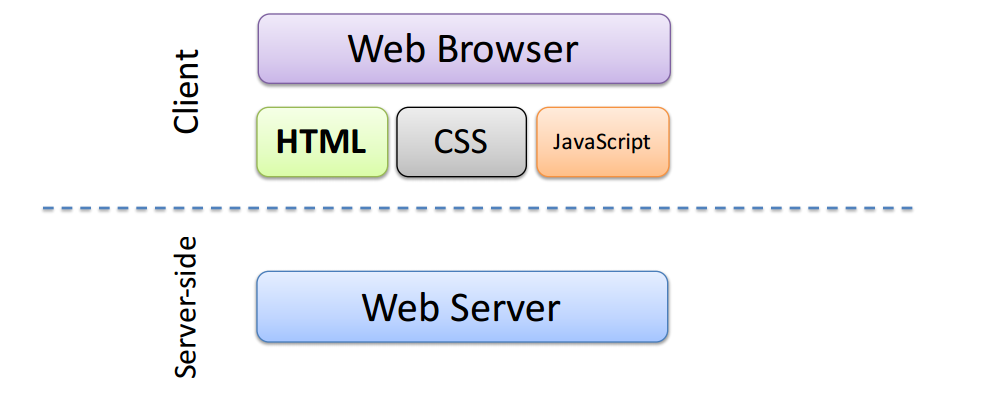 Client
Web Browser
HTML
CSS
JavaScript
Server-side
Web Server